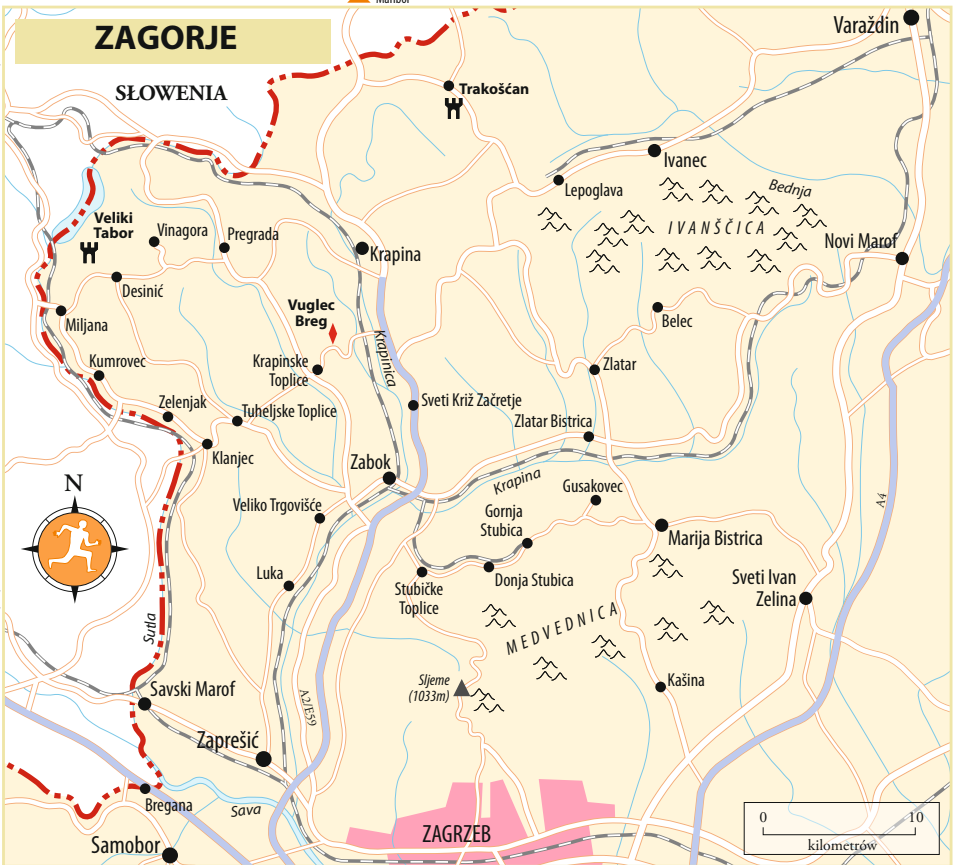 Maribor
ZAGORJE
Varaždin
SŁOWENIA
Trakošćan
Ivanec
Lepoglava
Bednja
IVANŠČICA
Veliki
Tabor
Vinagora
Pregrada
Krapina
Novi Marof
Desinić
Vuglec
Breg
Miljana
Belec
Krapinica
Kumrovec
Krapinske
Toplice
Zlatar
Zelenjak
Tuheljske Toplice
Sveti Križ Začretje
Zlatar Bistrica
Klanjec
Zabok
Krapina
Gusakovec
N
Veliko Trgovišće
Gornja
Stubica
A4
Marija Bistrica
Luka
Stubičke
Toplice
Donja Stubica
Sveti Ivan
Zelina
Sutla
MEDVEDNICA
Sljeme
(1033m)
Kašina
Savski Marof
A2/E59
Zaprešić
Bregana
Sava
ZAGRZEB
Samobor
0 10
kilometrów